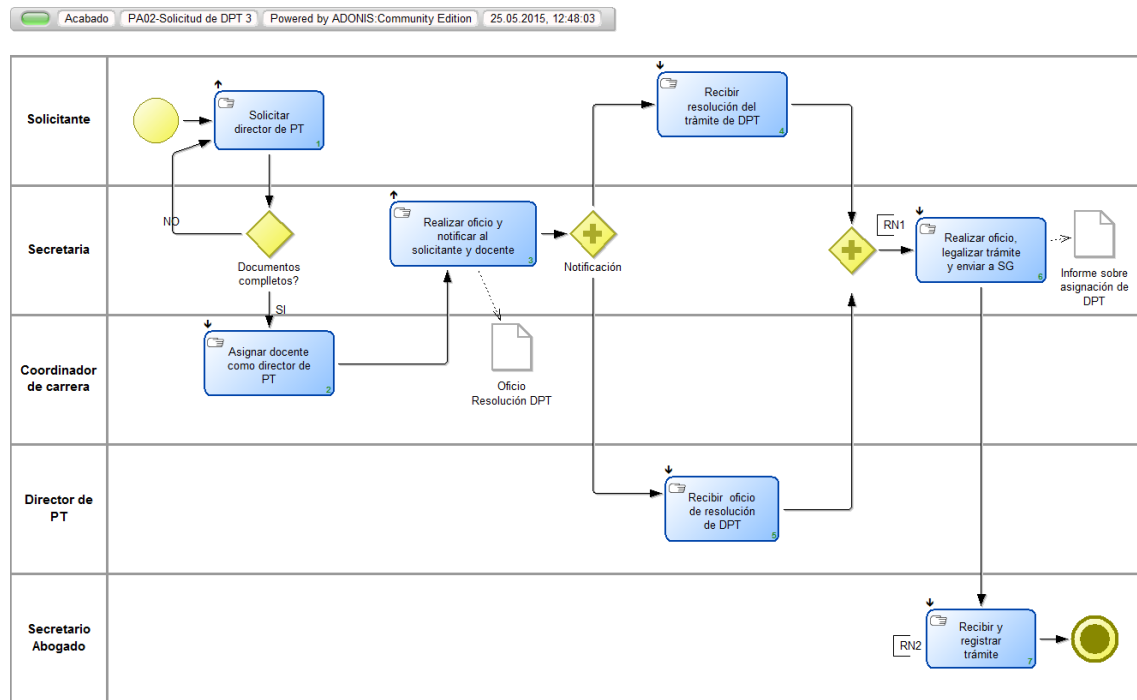 Acabado PA02-Solicitud de DPT 3 Powered by ADONIS:Community Edition 25.05.2015, 12:48:03
Solicitante
Solicitar
director de PT
1
Recibir
resolución del
trámite de DPT
4
Secretaria
NO
Documentos
complletos?
SI
Realizar oficio y
notificar al
solicitante y docente
3
Notificación
RN1
Realizar oficio,
legalizar trámite
y enviar a SG
6
Informe sobre
asignación de
DPT
Coordinador
de carrera
Asignar docente
como director de
PT
2
Oficio
Resolución DPT
Director de
PT
Recibir oficio
de resolución
de DPT
5
Secretario
Abogado
RN2
Recibir y
registrar
trámite
7